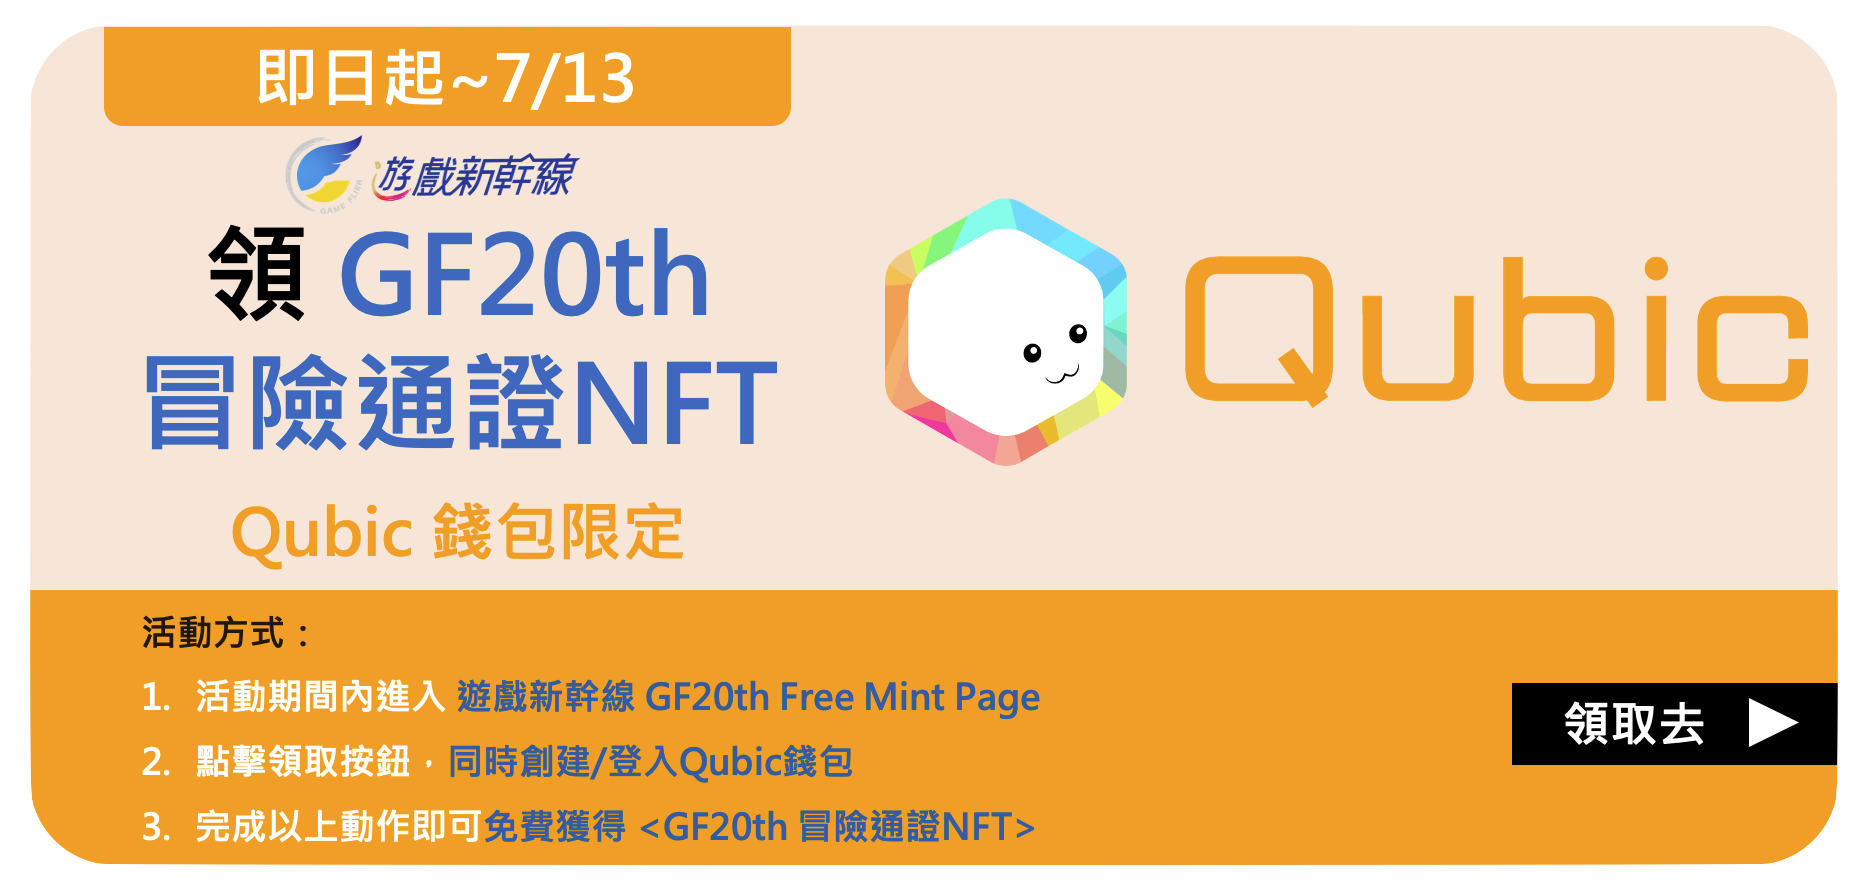 即日起~7/13
GAME FLIER
遊戲新幹線
領 GF20th
冒險通證NFT
Qubic 錢包限定
Qubic
活動方式：
1. 活動期間內進入 遊戲新幹線 GF20th Free Mint Page
2. 點擊領取按鈕，同時創建/登入Qubic錢包
3. 完成以上動作即可免費獲得 <GF20th 冒險通證NFT>
領取去